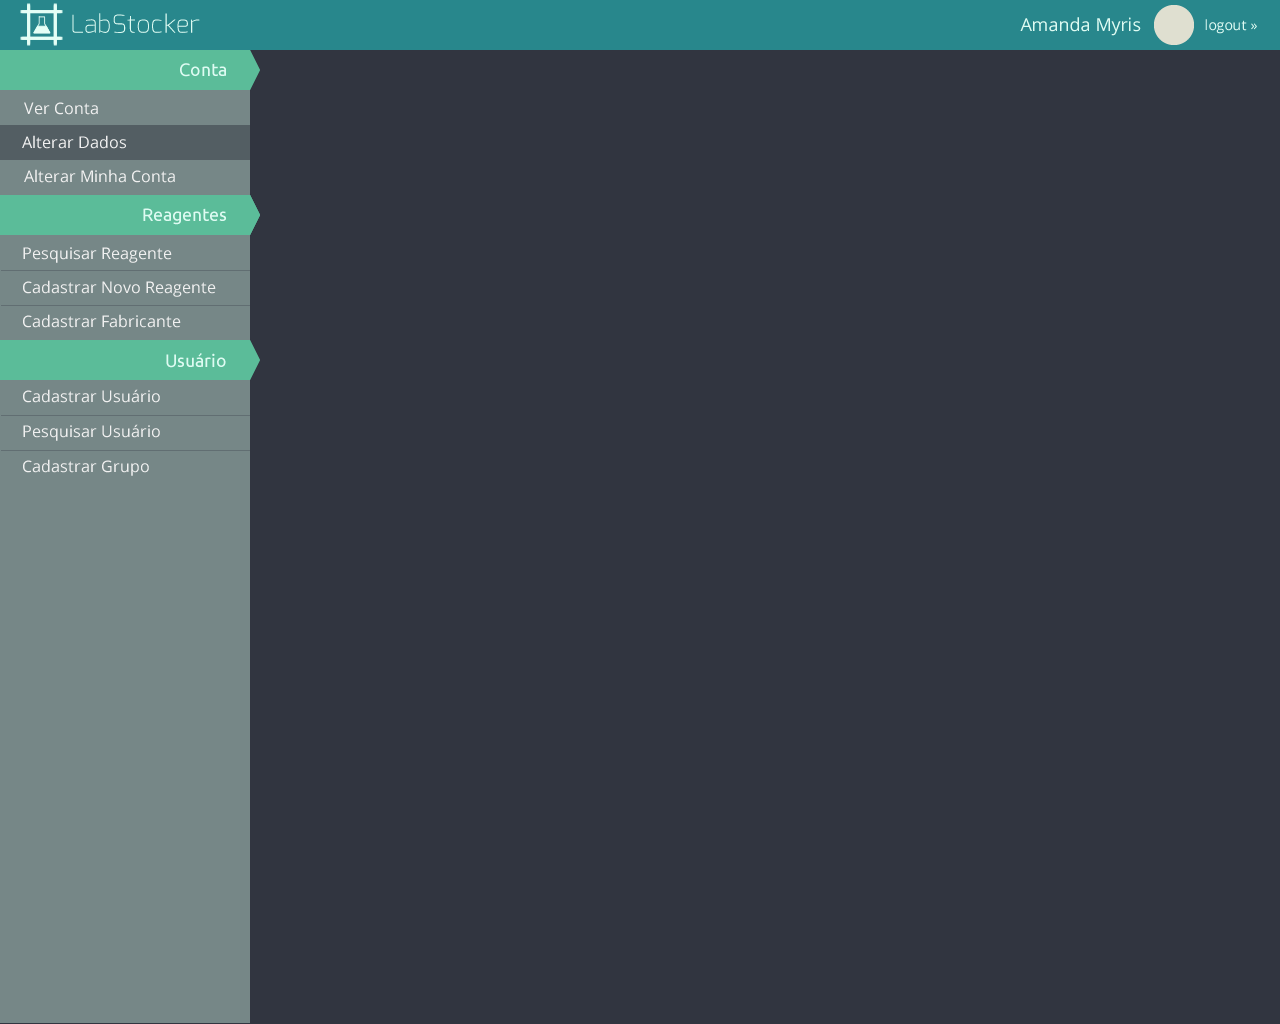 LabStocker
Amanda Myris
logout »
Conta
Ver Conta
Alterar Dados
Alterar Minha Conta
Reagentes
Pesquisar Reagente
Cadastrar Novo Reagente
Cadastrar Fabricante
Usuário
Cadastrar Usuário
Pesquisar Usuário
Cadastrar Grupo